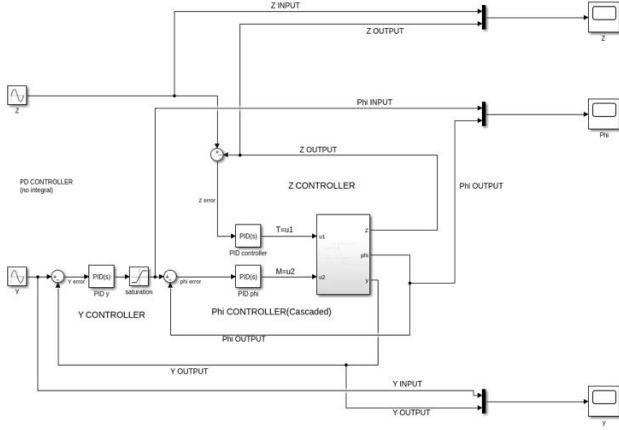 Z INPUT
Z OUTPUT
Z
Z
Phi INPUT
Phi
Z OUTPUT
PD CONTROLLER
(no integral)
Z CONTROLLER
Phi OUTPUT
Z error
T=u1
PID(s)
PID controller
u1
Z
phi
y
u2
M=u2
PID(s)
PID phi
phi error
saturation
PID(s)
PID y
Y error
Y
Y CONTROLLER
Phi CONTROLLER(Cascaded)
Phi OUTPUT
Y OUTPUT
Y INPUT
Y OUTPUT
y